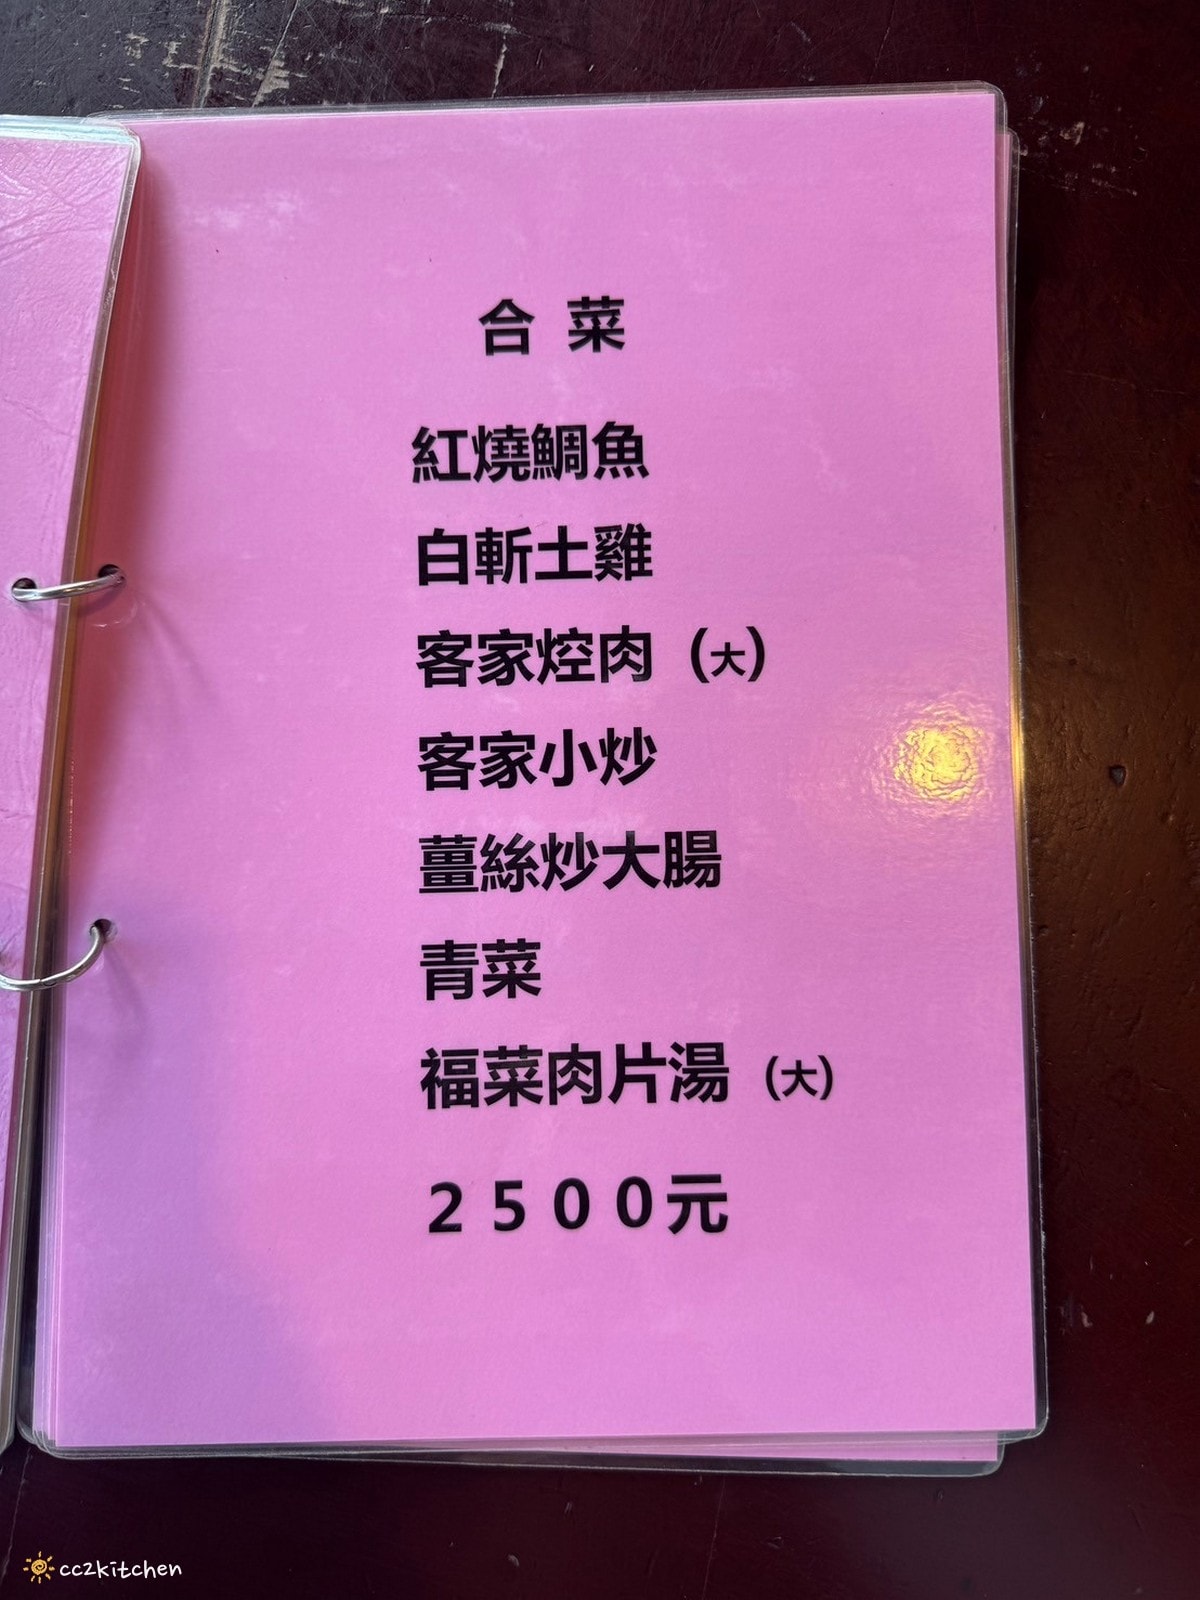 合菜
紅燒鯛魚
白斬土雞
客家焢肉（大）
客家小炒
薑絲炒大腸
青菜
福菜肉片湯（大）
2500元
cc2kitchen